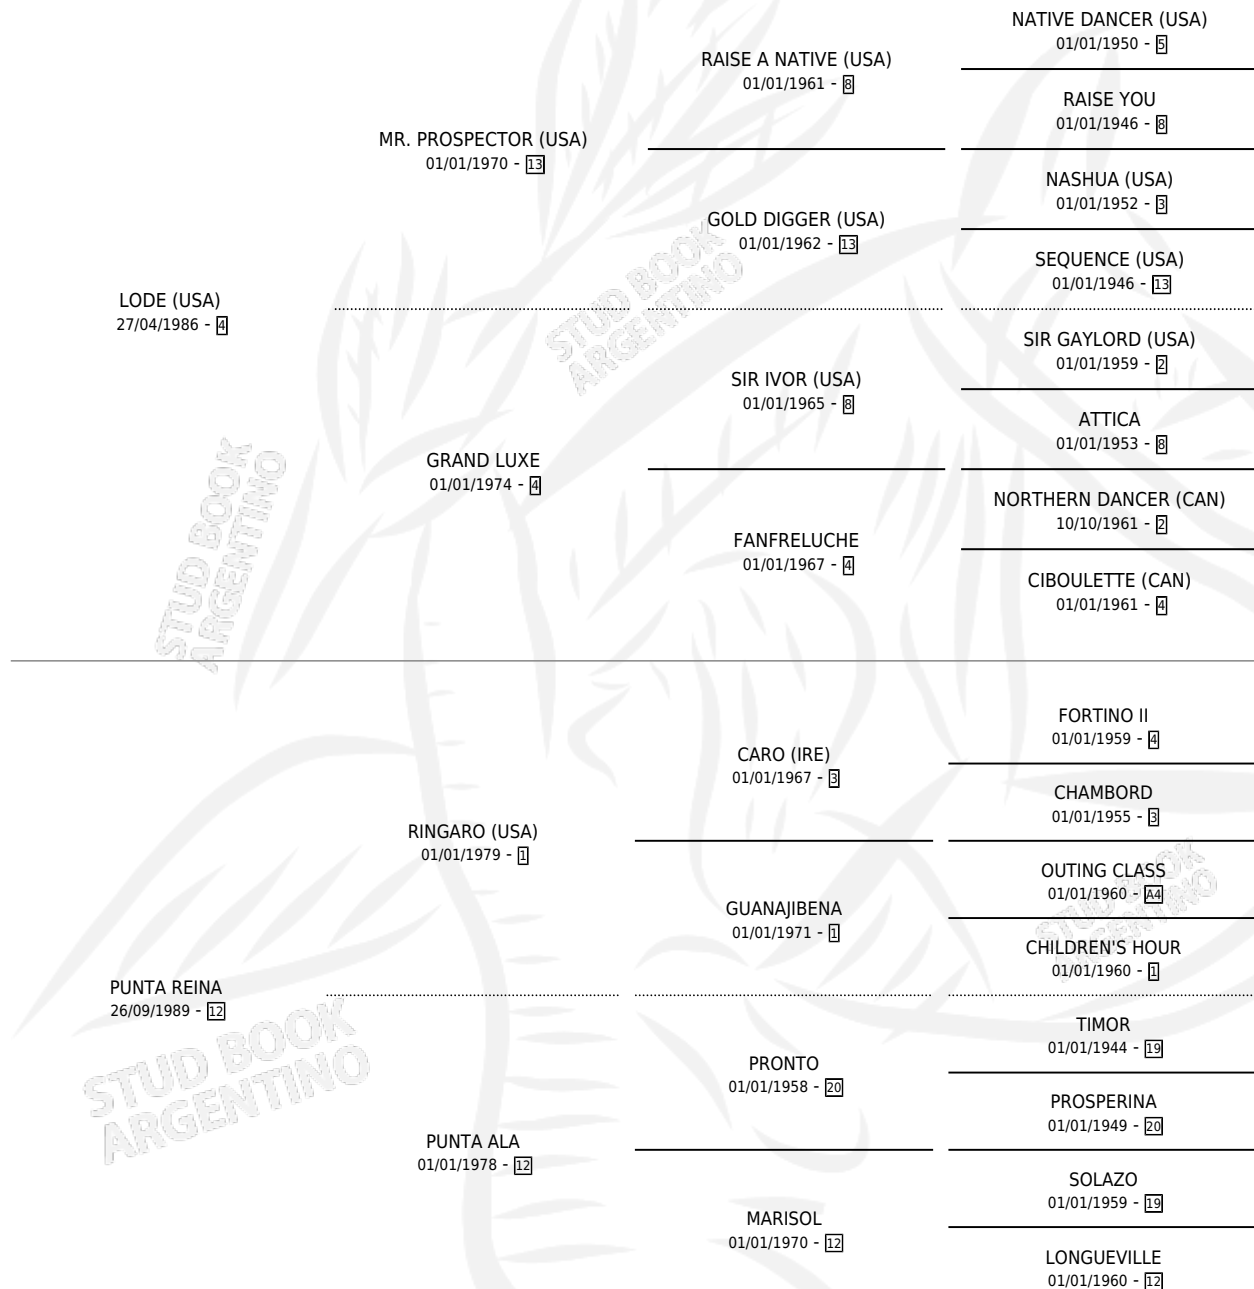 NATIVE DANCER (USA)
01/01/1950 - 5
RAISE A NATIVE (USA)
01/01/1961 - 8
RAISE YOU
01/01/1946 - 8
MR. PROSPECTOR (USA)
01/01/1970 - 13
NASHUA (USA)
01/01/1952 - 3
GOLD DIGGER (USA)
01/01/1962 - 13
SEQUENCE (USA)
01/01/1946 - 13
LODE (USA)
27/04/1986 - 4
SIR GAYLORD (USA)
01/01/1959 - 2
SIR IVOR (USA)
01/01/1965 - 8
ATTICA
01/01/1953 - 8
GRAND LUXE
01/01/1974 - 4
NORTHERN DANCER (CAN)
10/10/1961 - 2
FANFRELUCHE
01/01/1967 - 4
CIBOULETTE (CAN)
01/01/1961 - 4
FORTINO II
01/01/1959 - 4
CARO (IRE)
01/01/1967 - 3
CHAMBORD
01/01/1955 - 3
RINGARO (USA)
01/01/1979 - 1
OUTING CLASS
01/01/1960 - A4
GUANAJIBENA
01/01/1971 - 1
CHILDREN'S HOUR
01/01/1960 - 1
PUNTA REINA
26/09/1989 - 12
TIMOR
01/01/1944 - 19
PRONTO
01/01/1958 - 20
PROSPERINA
01/01/1949 - 20
PUNTA ALA
01/01/1978 - 12
SOLAZO
01/01/1959 - 19
MARISOL
01/01/1970 - 12
LONGUEVILLE
01/01/1960 - 12
STUD BOOK
ARGENTINO
STUD BOOK
ARGENTINO
STUD BOOK
ARGENTINO
STUD BOOK
ARGENTINO